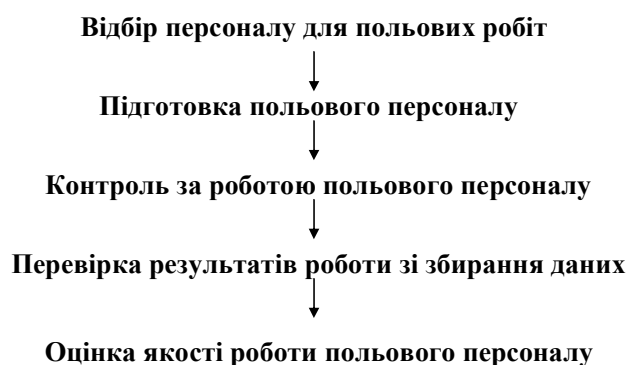 Відбір персоналу для польових робіт
Підготовка польового персоналу
Контроль за роботою польового персоналу
Перевірка результатів роботи зі збирання даних
Оцінка якості роботи польового персоналу